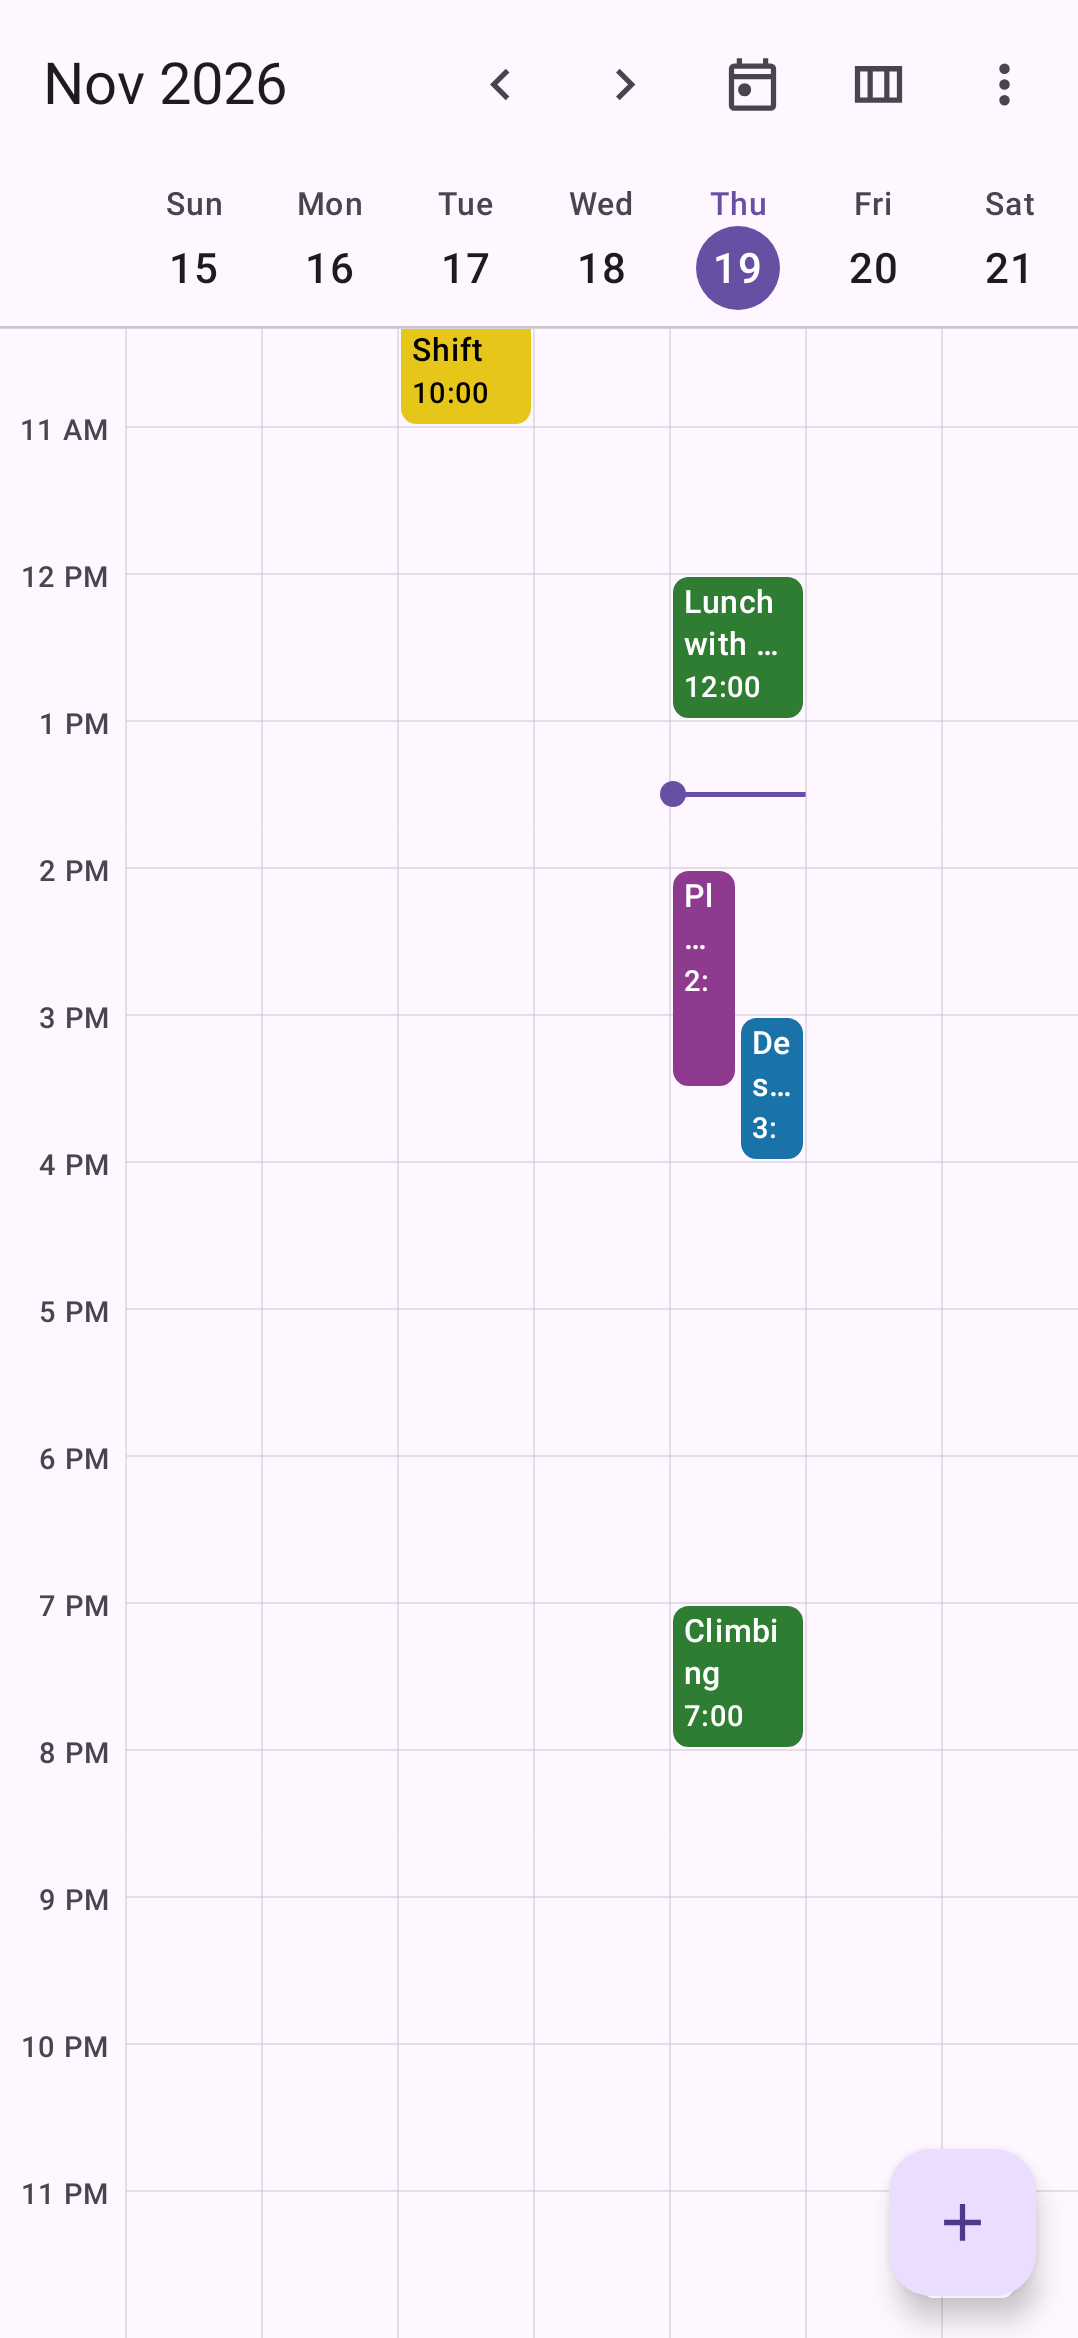 Nov 2026
Sun Mon Tue Wed Thu Fri Sat
15 16 17 18 19 20 21
Shift
10:00
11 AM
12 PM
Lunch
with …
12:00
1 PM
2 PM
Pl
…
2:
3 PM
De
s…
3:
4 PM
5 PM
6 PM
7 PM
Climbi
ng
7:00
8 PM
9 PM
10 PM
11 PM